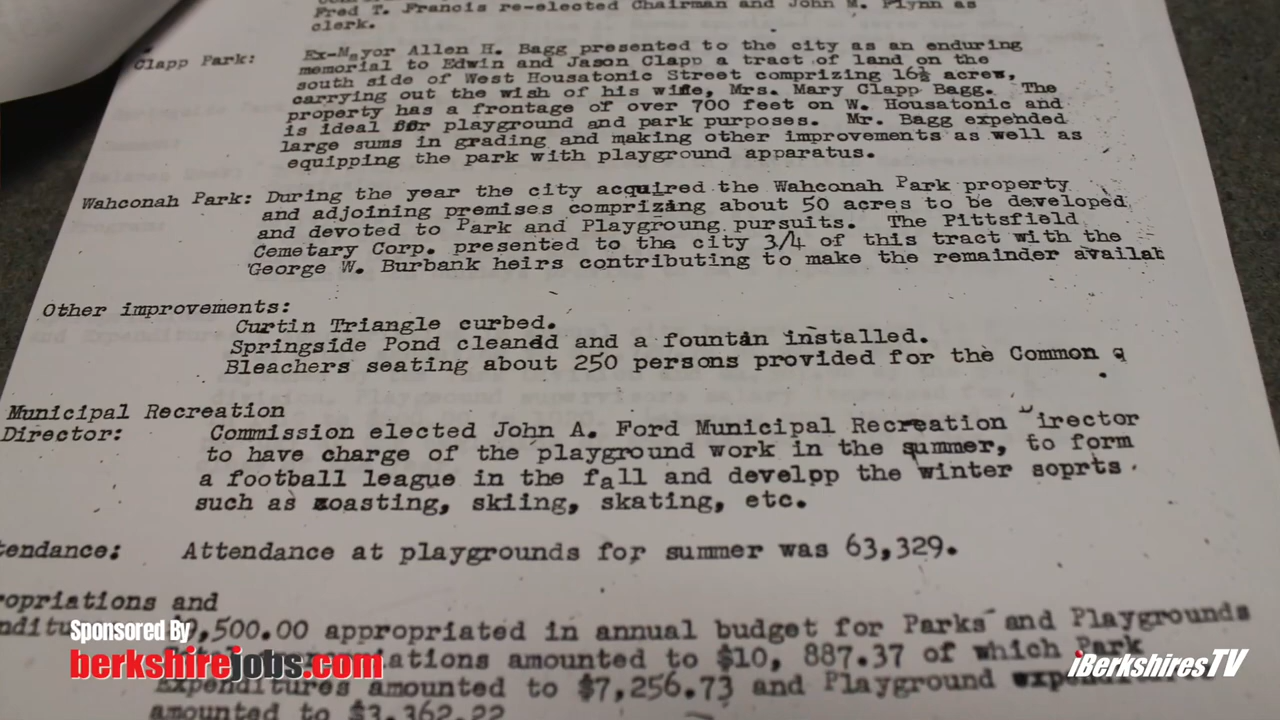 Fred T. Francis re-elected Chairman and John M. Flynn as
clerk.
Clapp Park: Ex-Mayor Allen H. Bagg presented to the city as an enduring
memorial to Edwin and Jason Clapp a tract of land on the
south side of West Housatonic Street comprizing 16½ acres,
carrying out the wish of his wife, Mrs. Mary Clapp Bagg. The
property has a frontage of over 700 feet on W. Housatonic and
is ideal for playground and park purposes. Mr. Bagg expended
large sums in grading and making other improvements as well as
equipping the park with playground apparatus.
Wahconah Park: During the year the city acquired the Wahconah Park property
and adjoining premises comprizing about 50 acres to be developed
and devoted to Park and Playgroung pursuits. The Pittsfield
Cemetary Corp. presented to the city 3/4 of this tract with the
George W. Burbank heirs contributing to make the remainder availab
Other improvements:
Curtin Triangle curbed.
Springside Pond cleandd and a fountain installed.
Bleachers seating about 250 persons provided for the Common
Municipal Recreation
Director: Commission elected John A. Ford Municipal Recreation Director
to have charge of the playground work in the summer, to form
a football league in the fall and develpp the winter soprts
such as zoasting, skiing, skating, etc.
tendance: Attendance at playgrounds for summer was 63,329.
ropriations and
,500.00 appropriated in annual budget for Parks and Playgrounds
iations amounted to $10, 887.37 of which Park
Expenditures amounted to $7,256.73 and Playground
amounted to $3,362.22
Sponsored By
berkshirejobs.com
iBerkshiresTV